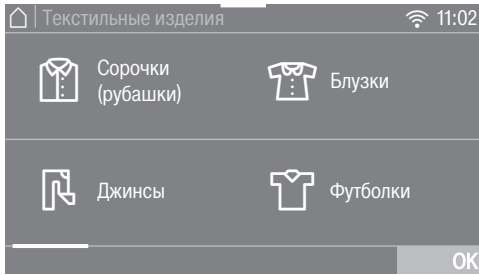 Текстильные изделия 11:02
Сорочки
(рубашки)
Блузки
Джинсы
Футболки
OK